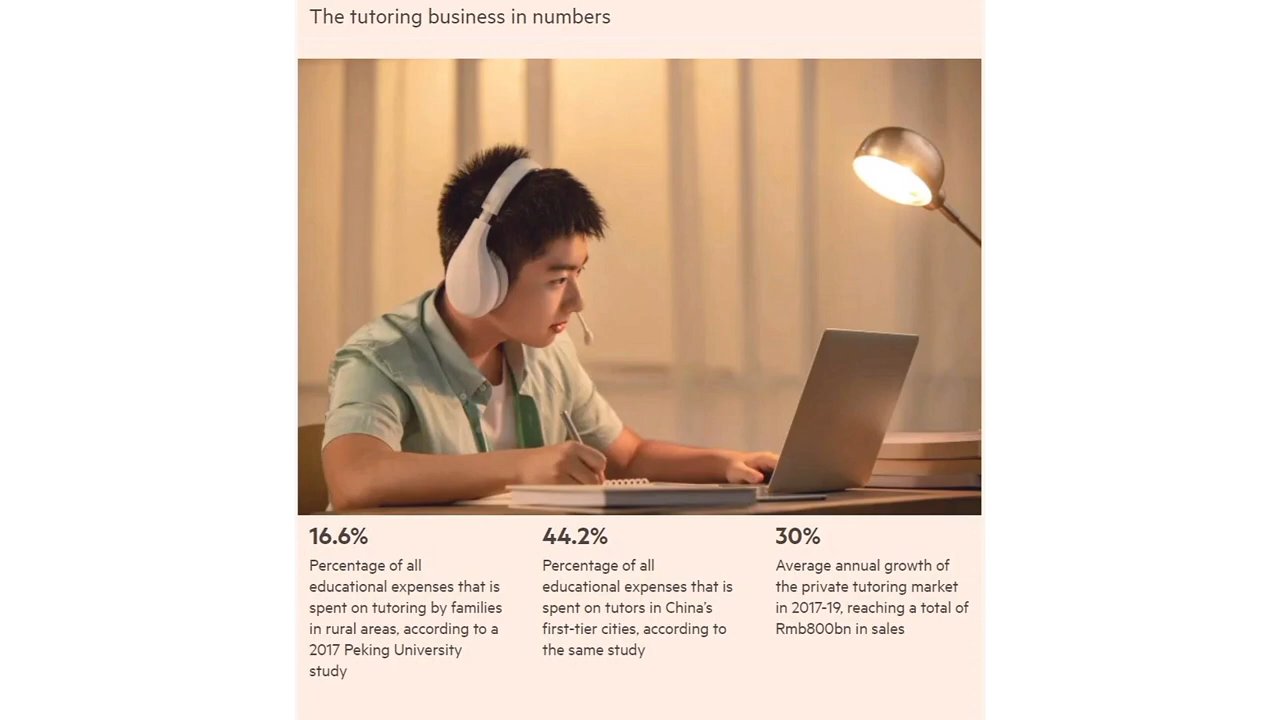 The tutoring business in numbers
16.6%
Percentage of all
educational expenses that is
spent on tutoring by families
in rural areas, according to a
2017 Peking University
study
44.2%
Percentage of all
educational expenses that is
spent on tutors in China's
first-tier cities, according to
the same study
30%
Average annual growth of
the private tutoring market
in 2017-19, reaching a total of
Rmb800bn in sales